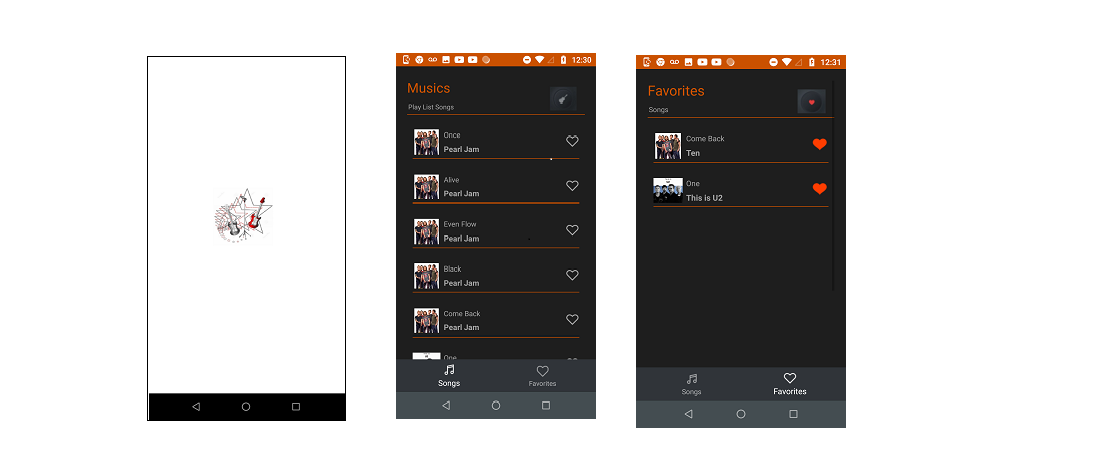 12:30
Musics
Play List Songs
Once
Pearl Jam
Alive
Pearl Jam
Even Flow
Pearl Jam
Black
Pearl Jam
Come Back
Pearl Jam
One
Songs
Favorites
12:31
Favorites
Songs
Come Back
Ten
One
This is U2
Songs
Favorites